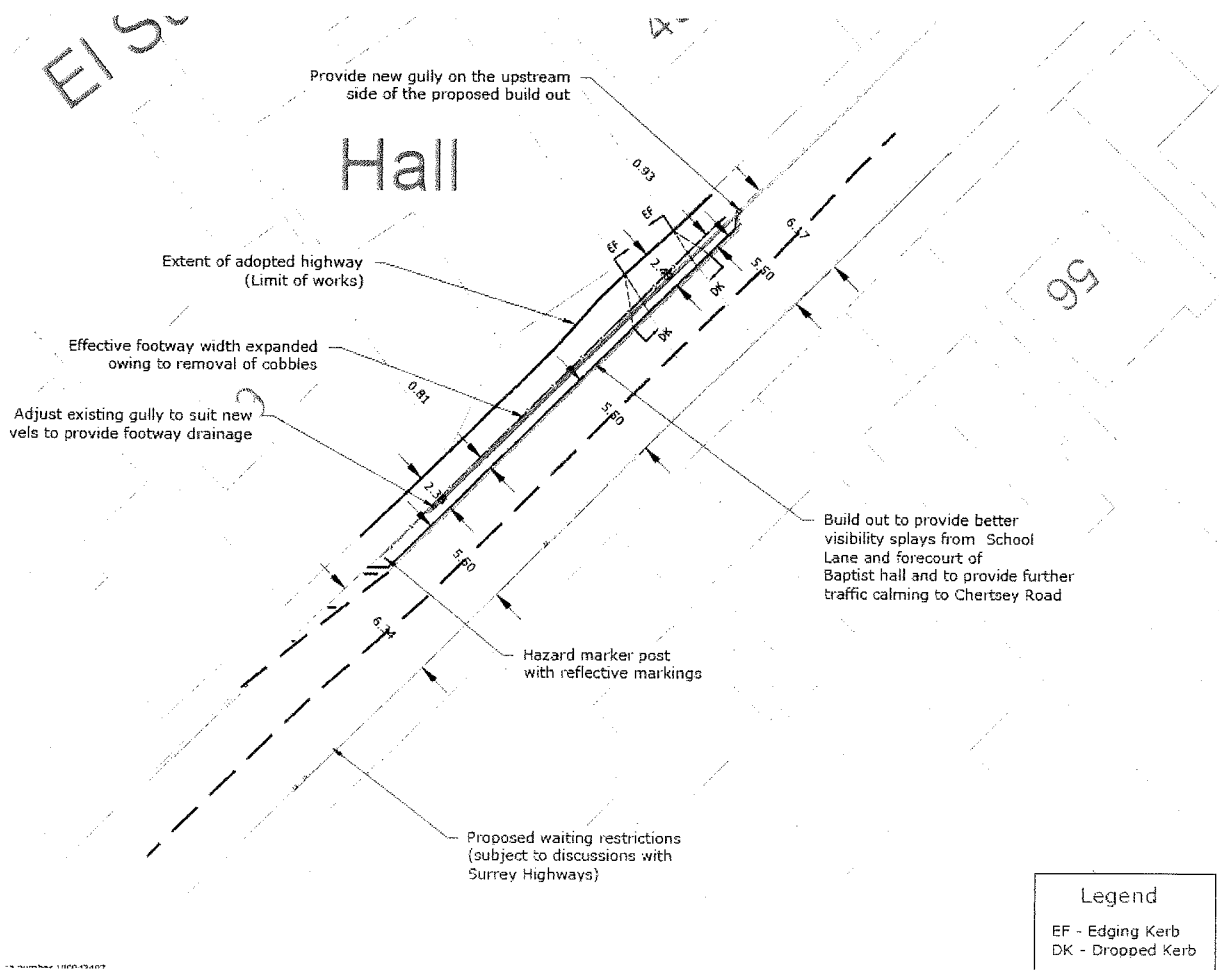 Provide new gully on the upstream
side of the proposed build out
Hall
0.93
EF
EF
6.17
5.50
DK
DK
56
Extent of adopted highway
(Limit of works)
Effective footway width expanded
owing to removal of cobbles
0.81
5.50
Adjust existing gully to suit new
vels to provide footway drainage
Build out to provide better
visibility splays from School
Lane and forecourt of
Baptist hall and to provide further
traffic calming to Chertsey Road
5.50
6.34
Hazard marker post
with reflective markings
Proposed waiting restrictions
(subject to discussions with
Surrey Highways)
Legend
EF - Edging Kerb
DK - Dropped Kerb